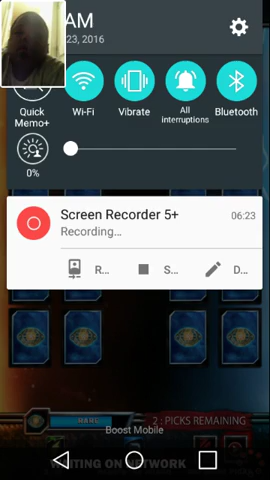 AM
23, 2016
Quick
Memo+
Wi-Fi
Vibrate
All
interruptions
Bluetooth
0%
Screen Recorder 5+
06:23
Recording...
R...
S...
D...
RARE
2 : PICKS REMAINING
Boost Mobile
WAITING ON NETWORK